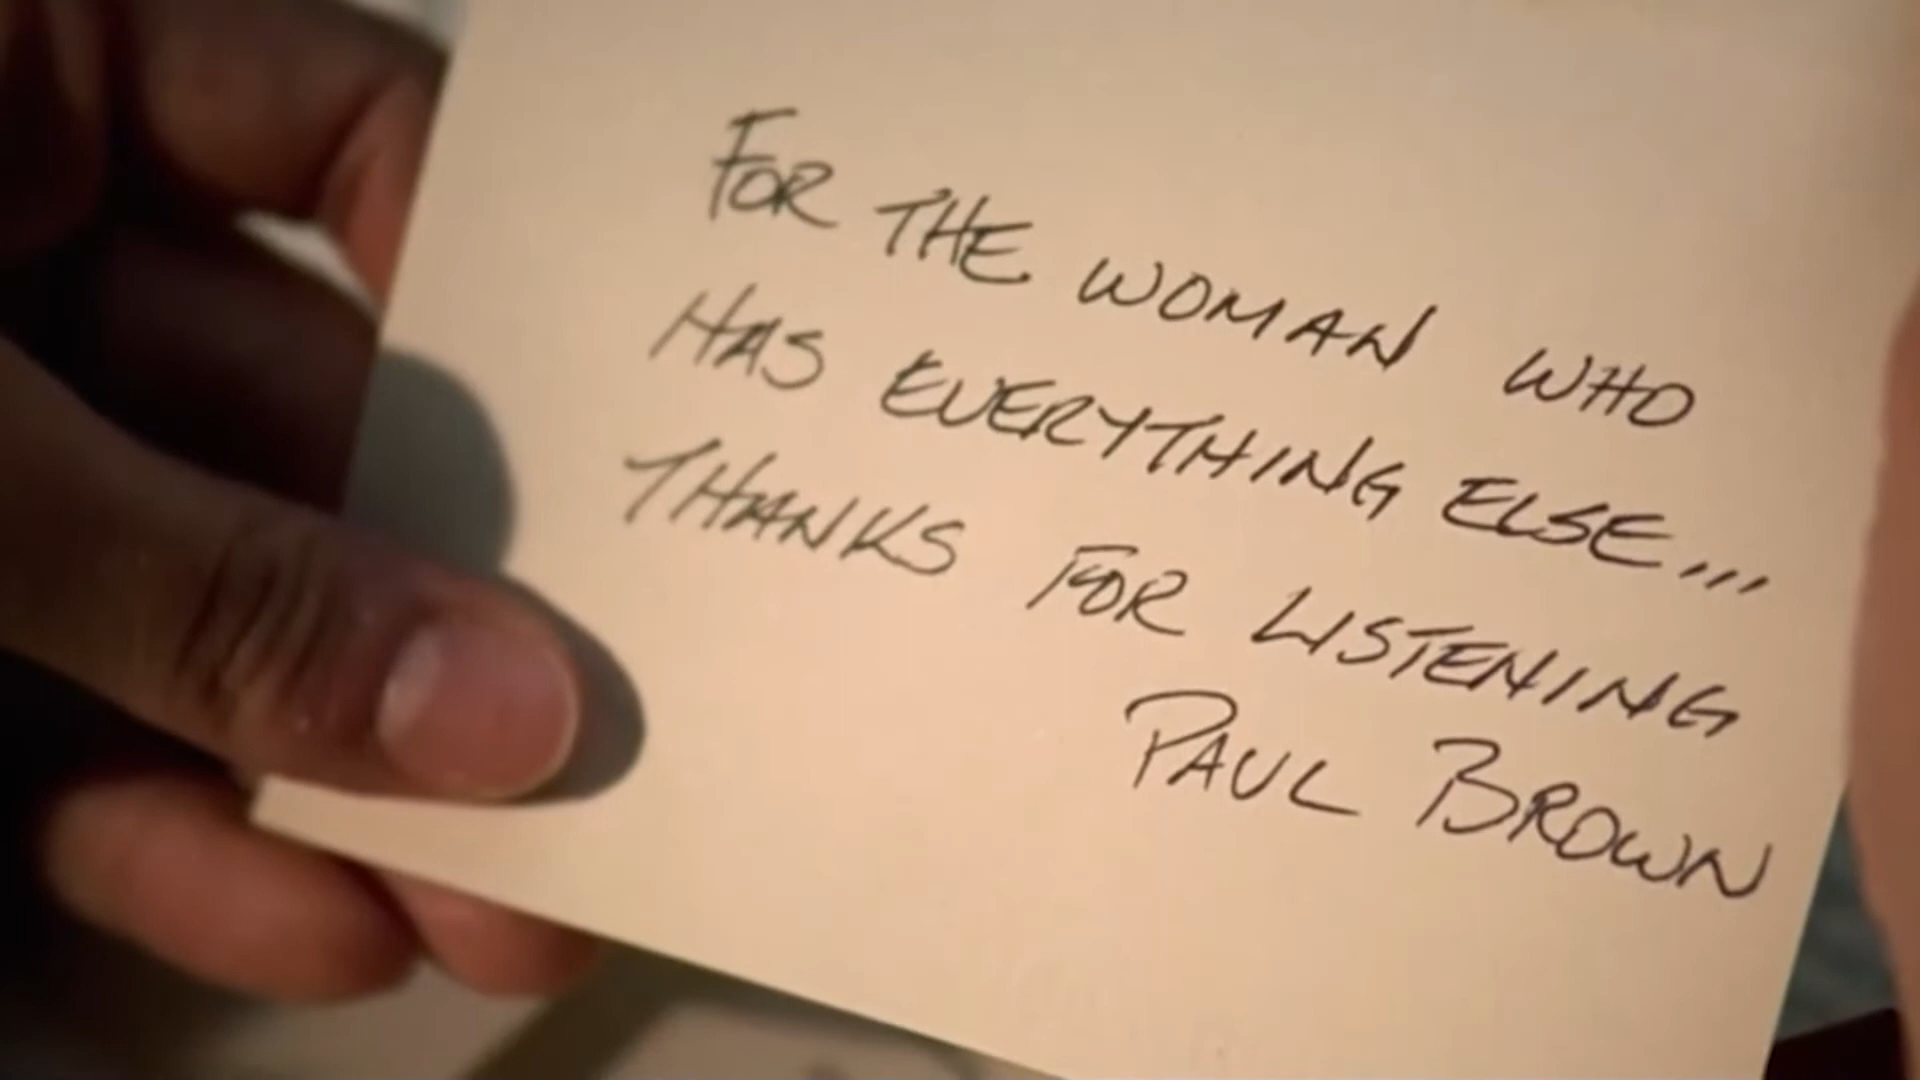 FOR THE WOMAN WHO
HAS EVERYTHING ELSE...
THANKS FOR LISTENING
PAUL BROWN